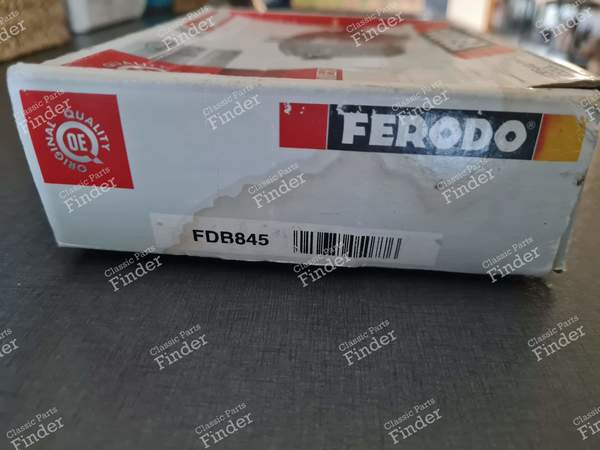 ORIGINAL QUALITY
OE
FERODO®
FDB845
Classic Parts
Finder